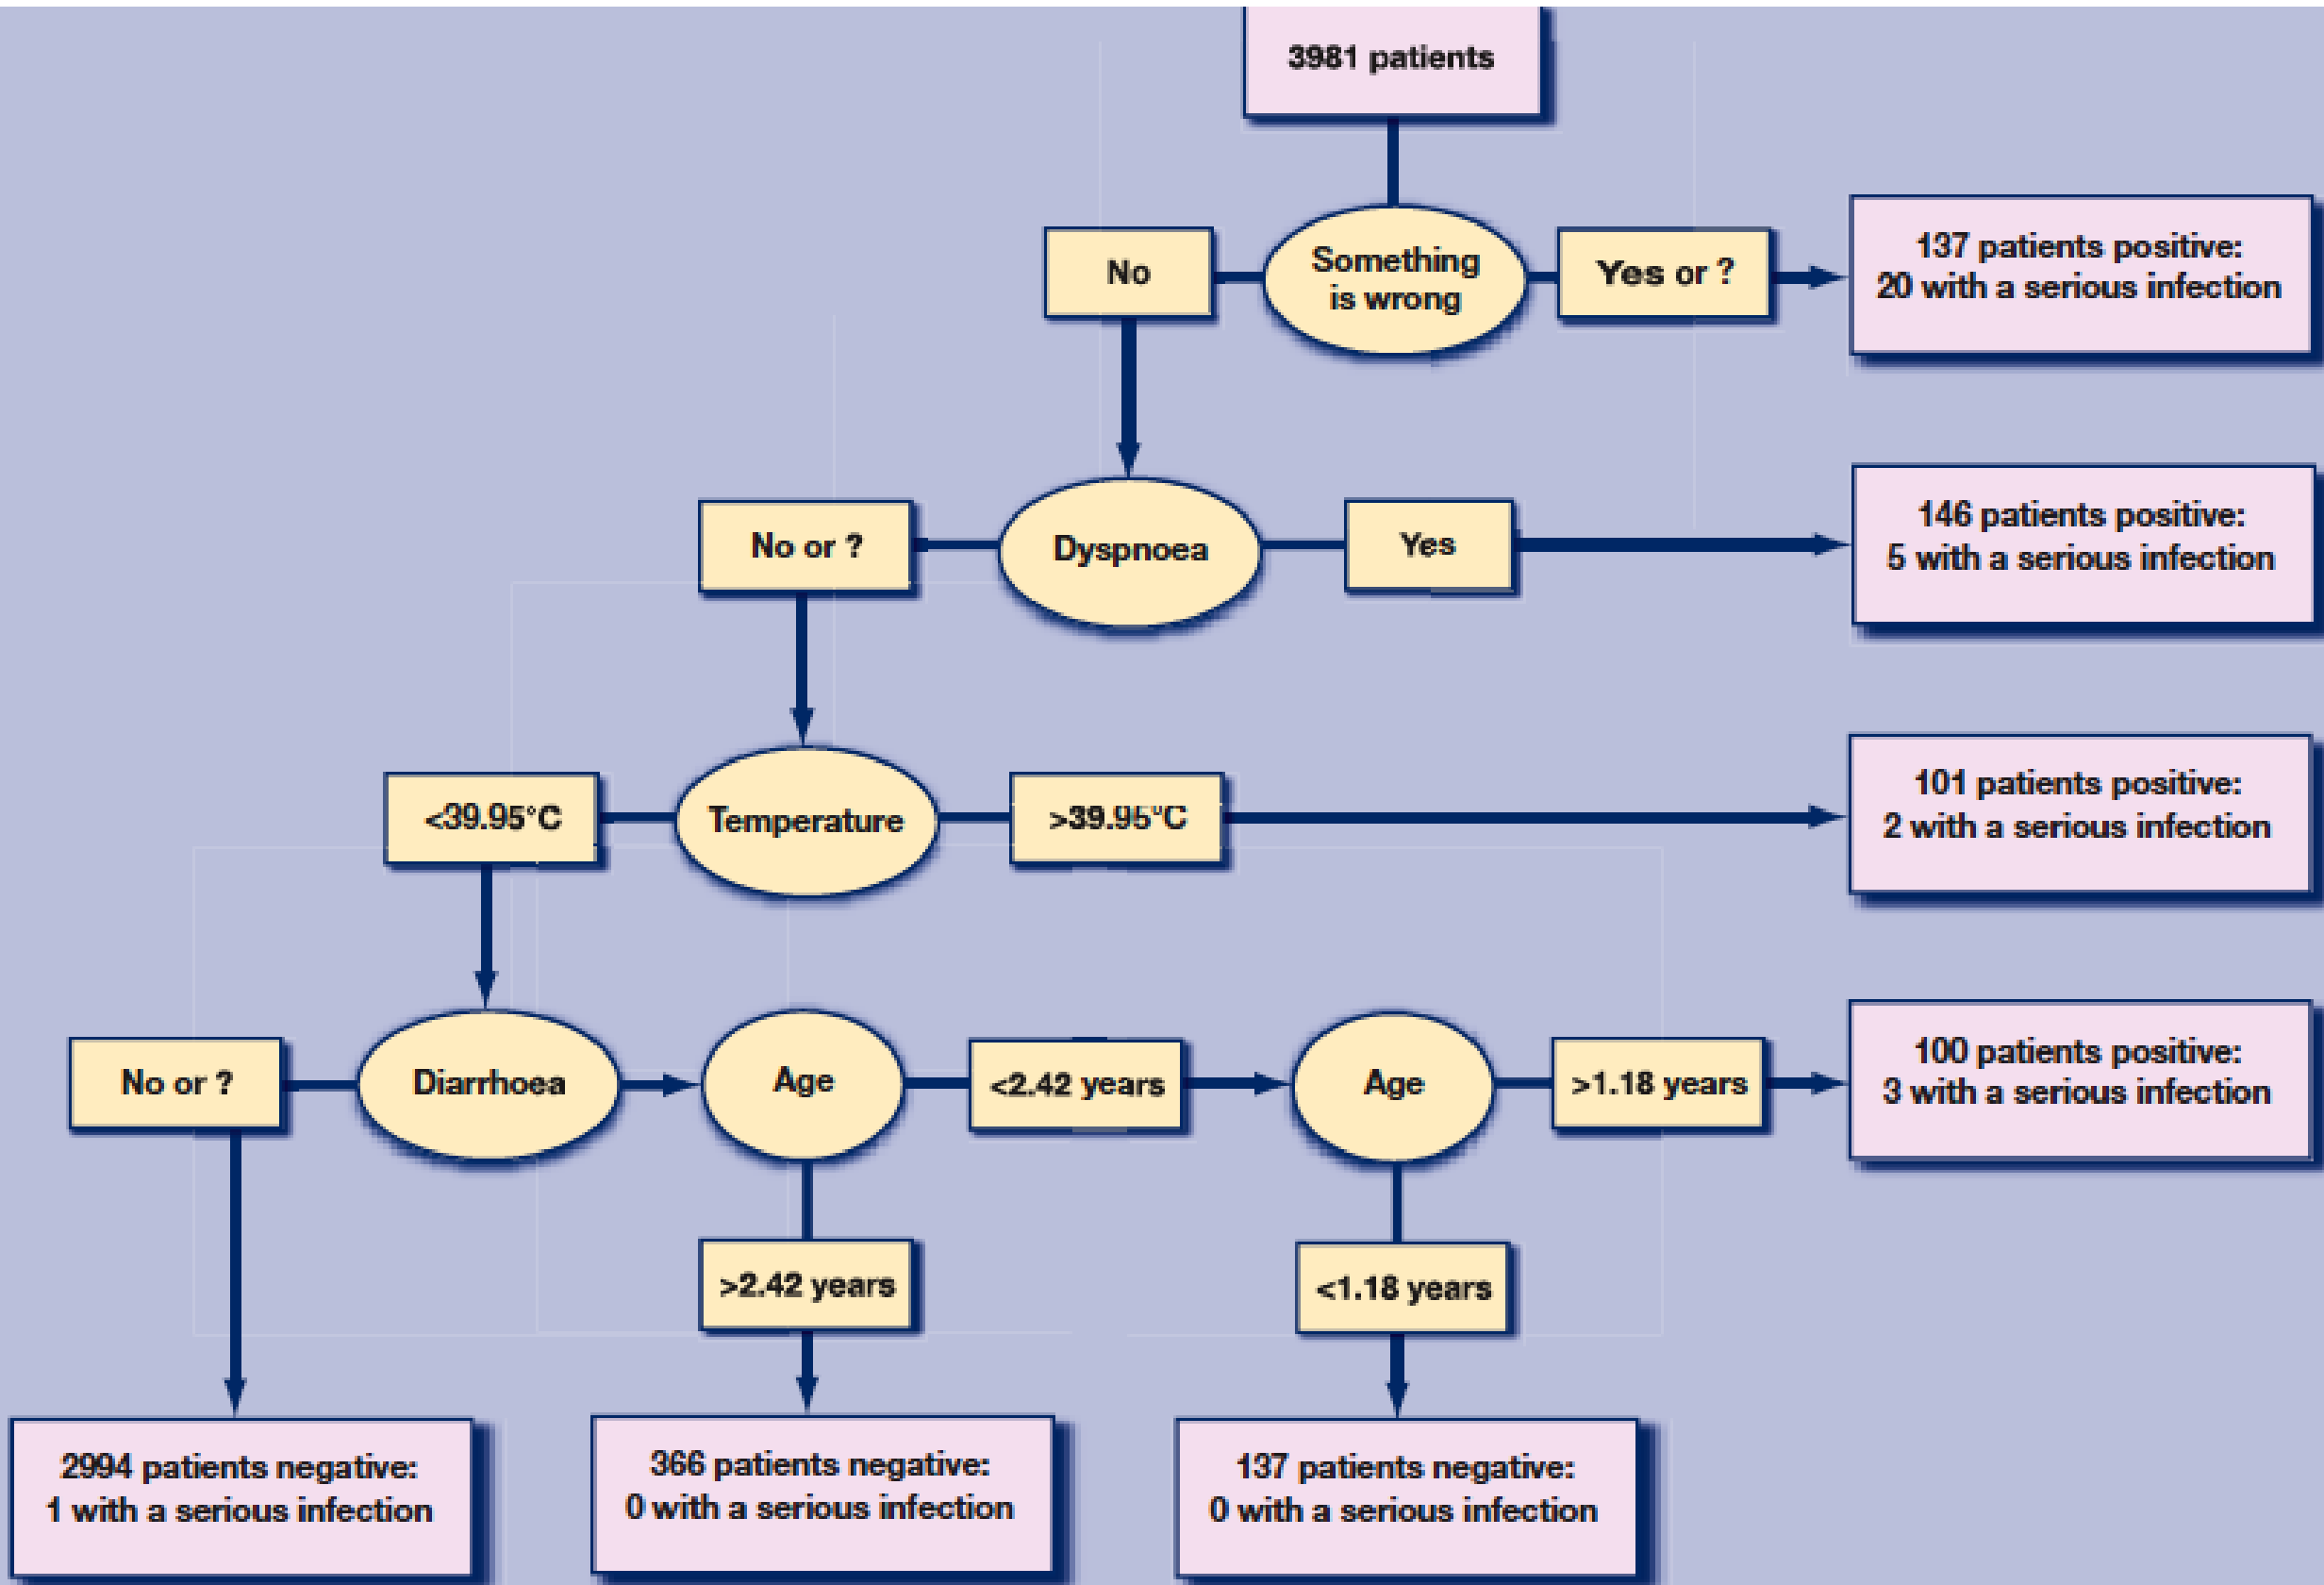 3981 patients
No
Something
is wrong
Yes or ?
137 patients positive:
20 with a serious infection
No or ?
Dyspnoea
Yes
146 patients positive:
5 with a serious infection
<39.95°C
Temperature
>39.95°C
101 patients positive:
2 with a serious infection
No or ?
Diarrhoea
Age
<2.42 years
Age
>1.18 years
100 patients positive:
3 with a serious infection
>2.42 years
<1.18 years
2994 patients negative:
1 with a serious infection
366 patients negative:
0 with a serious infection
137 patients negative:
0 with a serious infection